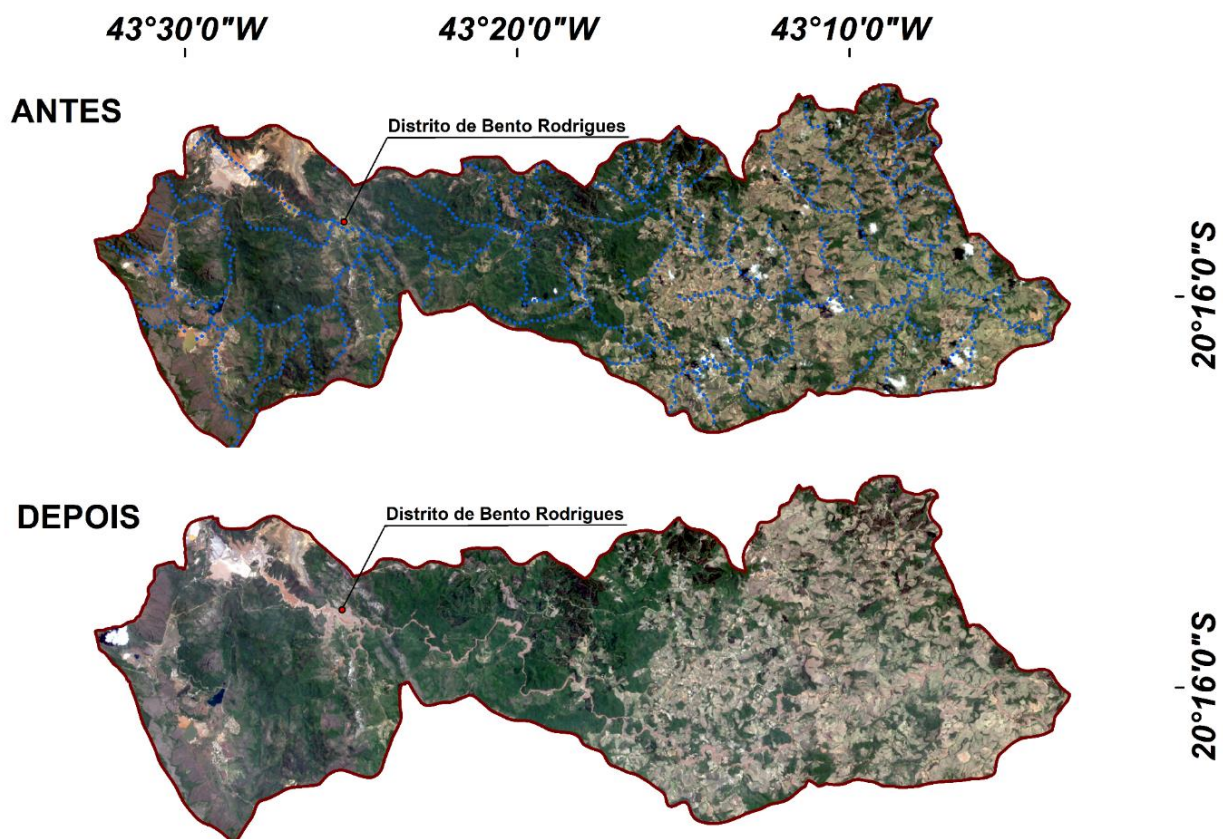 43°30'0"W 43°20'0"W 43°10'0"W
ANTES
Distrito de Bento Rodrigues
20°16'0"S
DEPOIS
Distrito de Bento Rodrigues
20°16'0"S